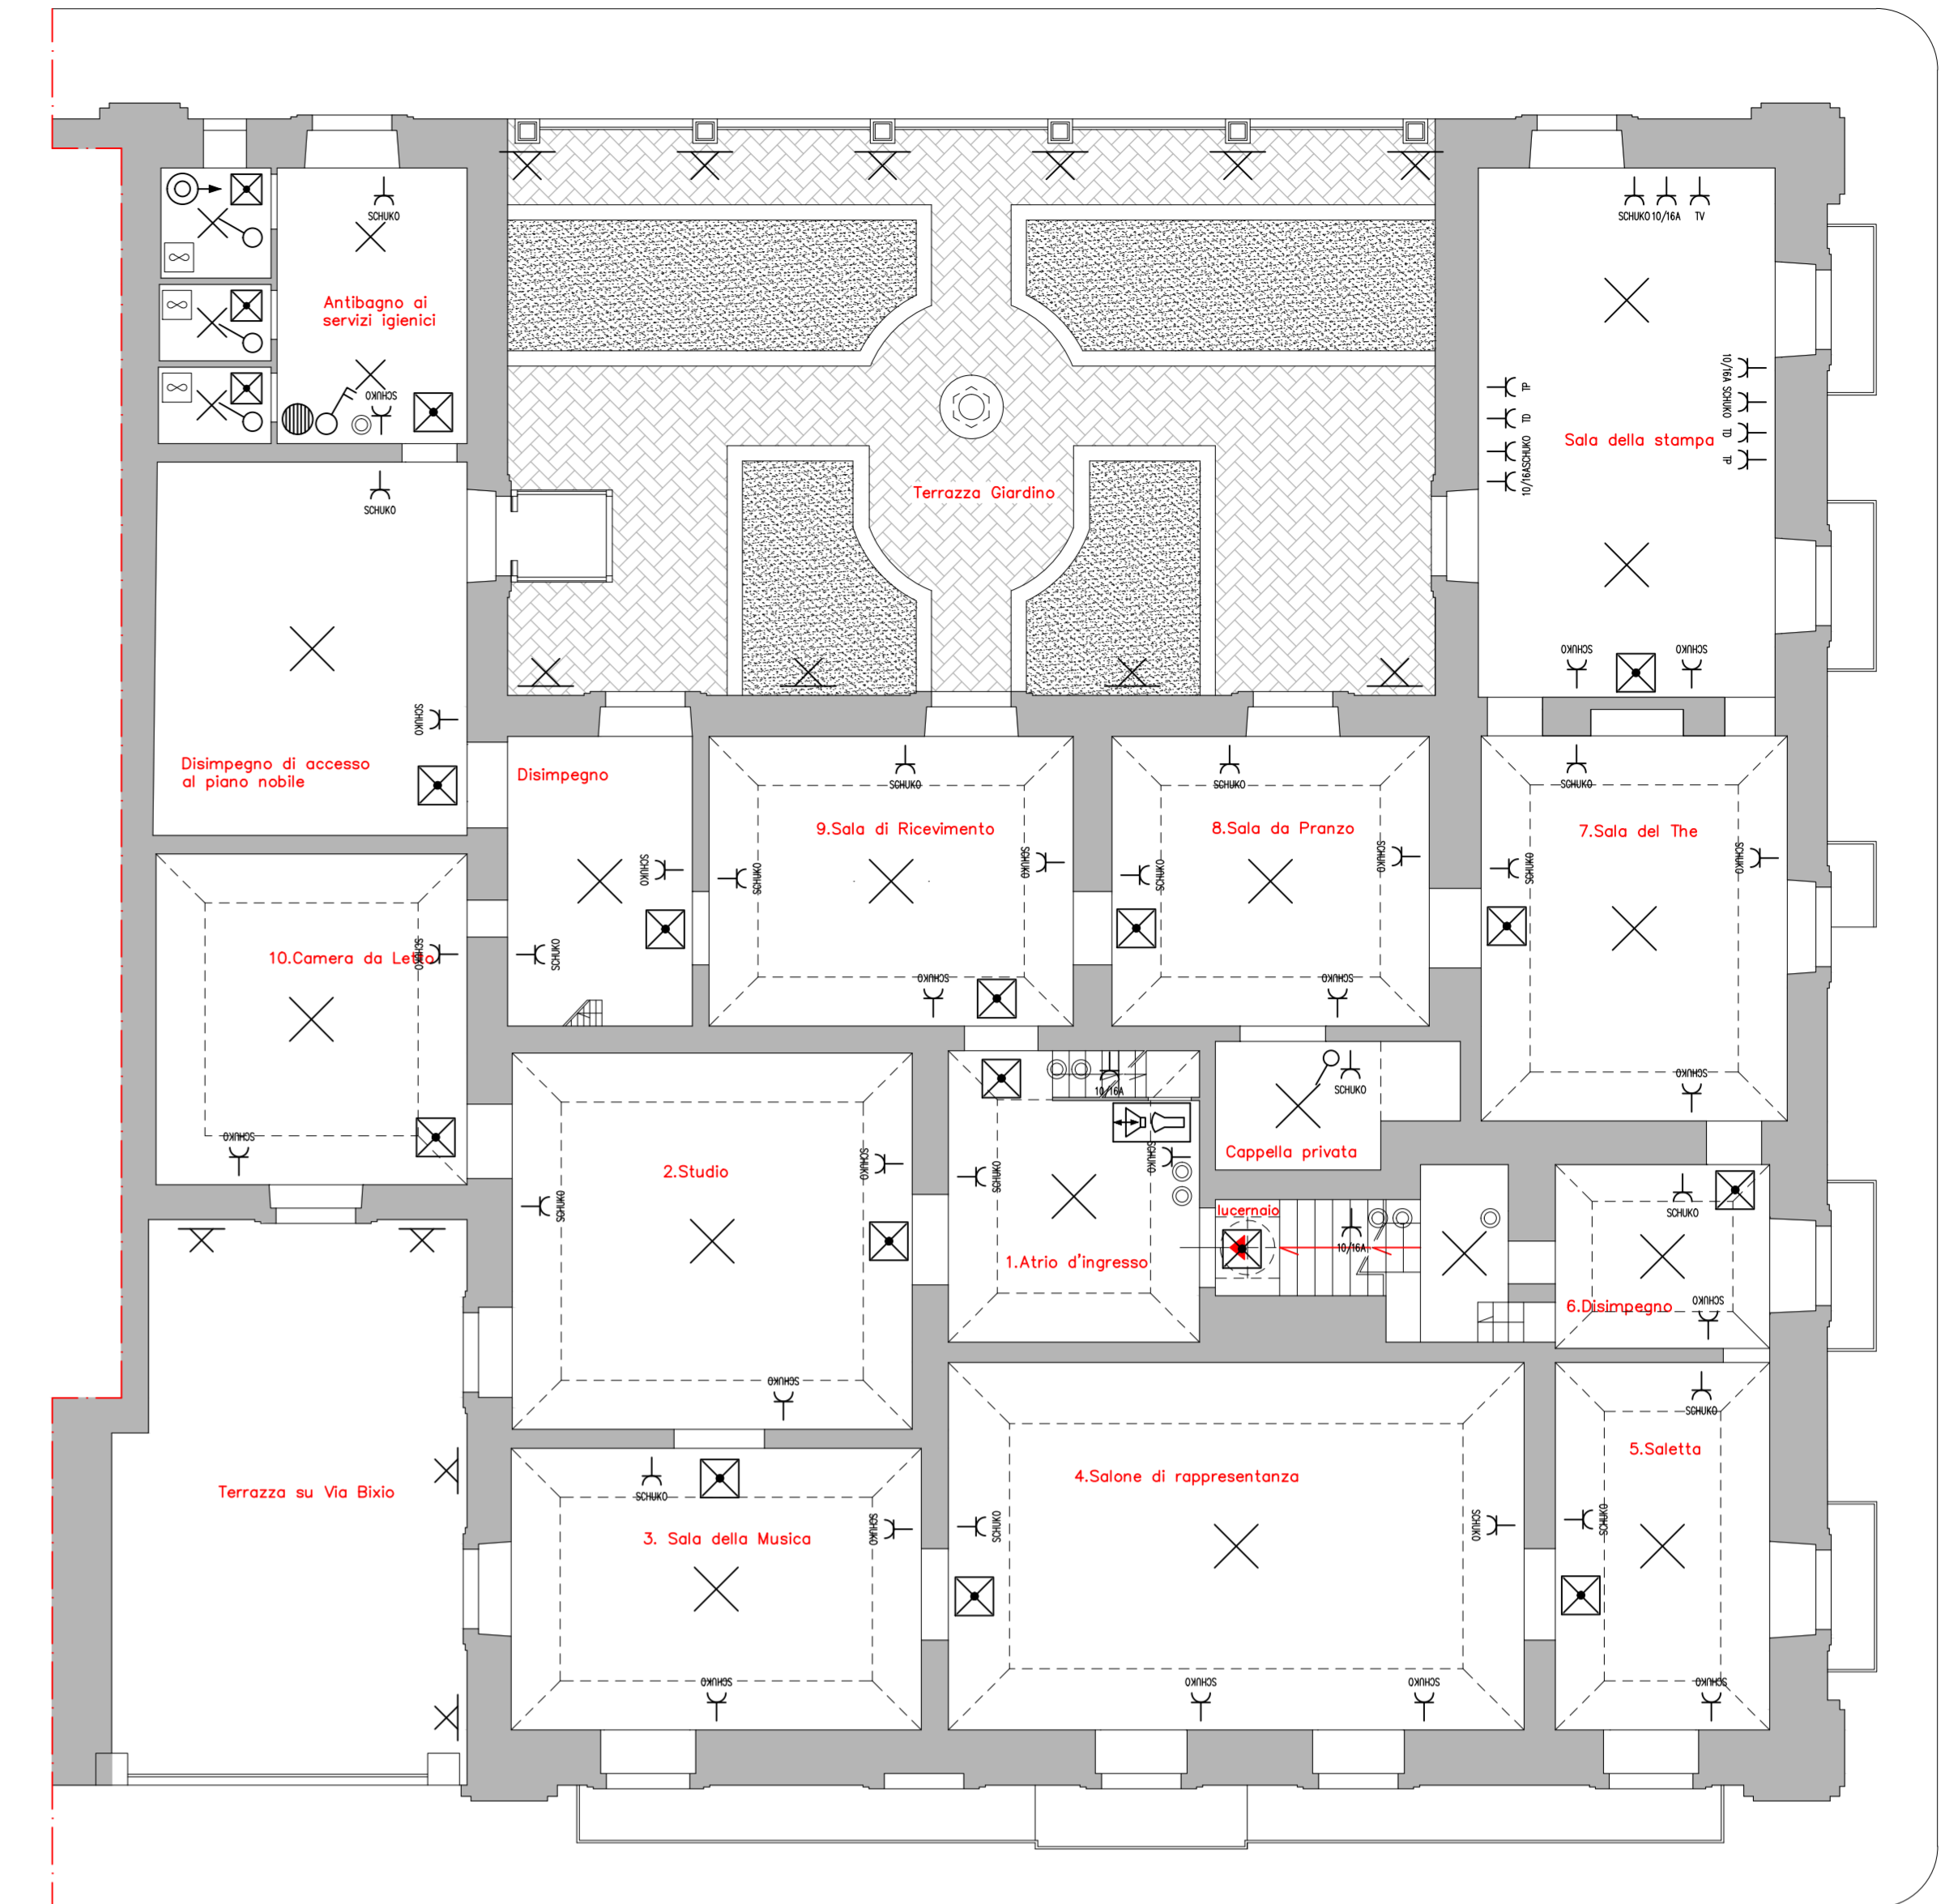 SCHUKO
SCHUKO
10/16A
TV
Antibagno ai
servizi igienici
SCHUKO
10/16A
SCHUKO
TD
TP
TP
TD
SCHUKO
10/16A
Sala della stampa
Terrazza Giardino
SCHUKO
SCHUKO
SCHUKO
SCHUKO
Disimpegno di accesso
al piano nobile
Disimpegno
SCHUKO
SCHUKO
SCHUKO
9.Sala di Ricevimento
8.Sala da Pranzo
7.Sala del The
SCHUKO
SCHUKO
SCHUKO
SCHUKO
SCHUKO
SCHUKO
SCHUKO
SCHUKO
10.Camera da Letto
SCHUKO
SCHUKO
SCHUKO
SCHUKO
10/16A
SCHUKO
SCHUKO
SCHUKO
Cappella privata
SCHUKO
2.Studio
SCHUKO
SCHUKO
SCHUKO
SCHUKO
SCHUKO
lucernaio
10/16A
1.Atrio d'ingresso
SCHUKO
6.Disimpegno
SCHUKO
SCHUKO
5.Saletta
4.Salone di rappresentanza
Terrazza su Via Bixio
SCHUKO
3. Sala della Musica
SCHUKO
SCHUKO
SCHUKO
SCHUKO
SCHUKO
SCHUKO
SCHUKO
SCHUKO